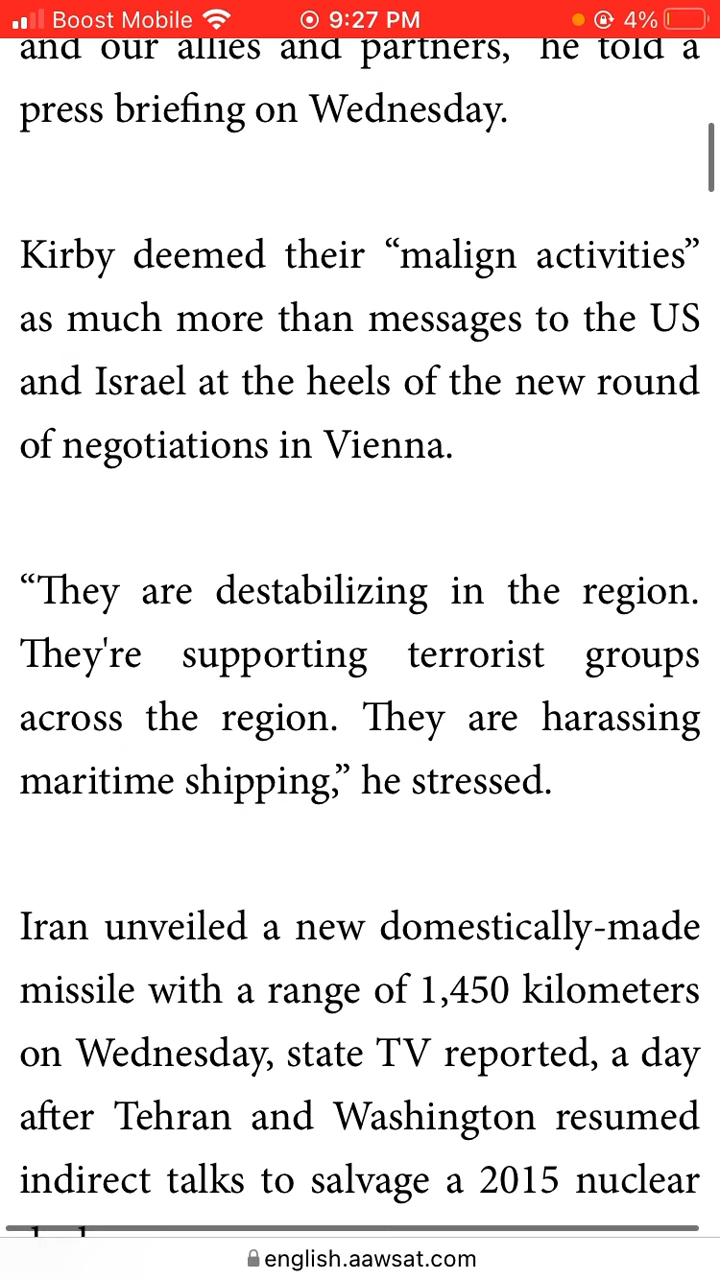 Boost Mobile 9:27 PM 4%
and our allies and partners,” he told a
press briefing on Wednesday.
Kirby deemed their “malign activities”
as much more than messages to the US
and Israel at the heels of the new round
of negotiations in Vienna.
“They are destabilizing in the region.
They're supporting terrorist groups
across the region. They are harassing
maritime shipping,” he stressed.
Iran unveiled a new domestically-made
missile with a range of 1,450 kilometers
on Wednesday, state TV reported, a day
after Tehran and Washington resumed
indirect talks to salvage a 2015 nuclear
english.aawsat.com